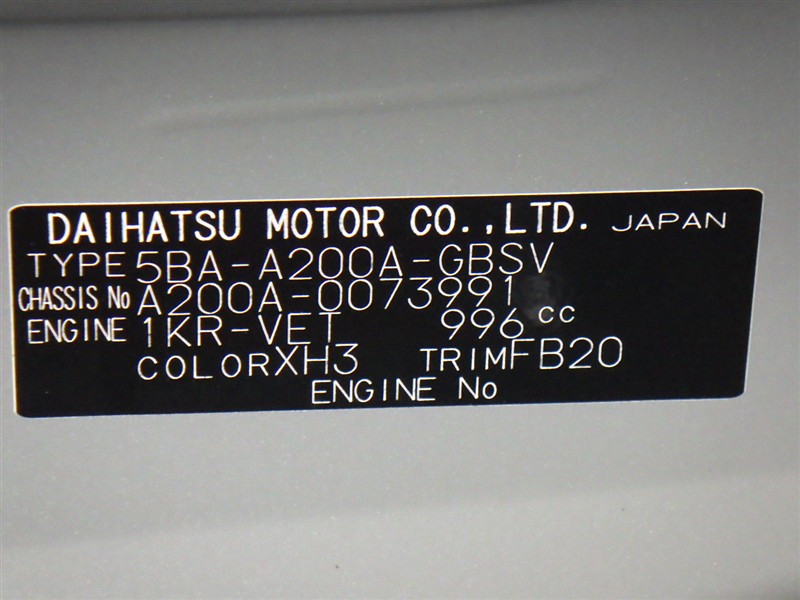 DAIHATSU MOTOR CO.,LTD. JAPAN
TYPE 5BA-A200A-GBSV
CHASSIS No A200A-0073991
ENGINE 1KR-VET 996 cc
COLOR XH3 TRIM FB20
ENGINE No